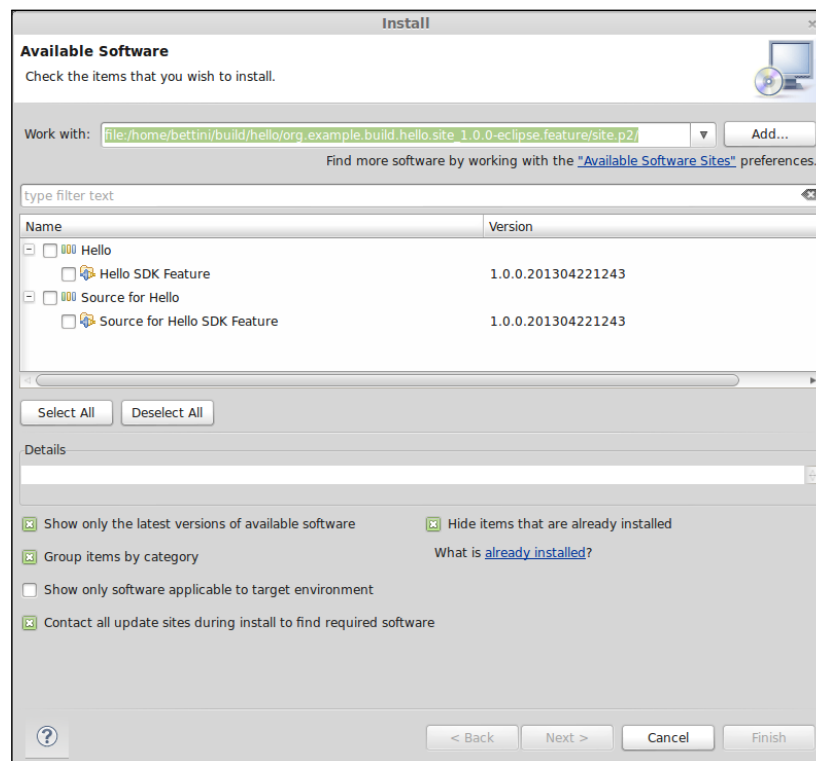 Install
Available Software
Check the items that you wish to install.
Work with: file:/home/bettini/build/hello/org.example.build.hello.site_1.0.0-eclipse.feature/site.p2/ Add...
Find more software by working with the "Available Software Sites" preferences.
type filter text
Name Version
Hello
Hello SDK Feature 1.0.0.201304221243
Source for Hello
Source for Hello SDK Feature 1.0.0.201304221243
Select All Deselect All
Details
Show only the latest versions of available software Hide items that are already installed
Group items by category What is already installed?
Show only software applicable to target environment
Contact all update sites during install to find required software
? < Back Next > Cancel Finish